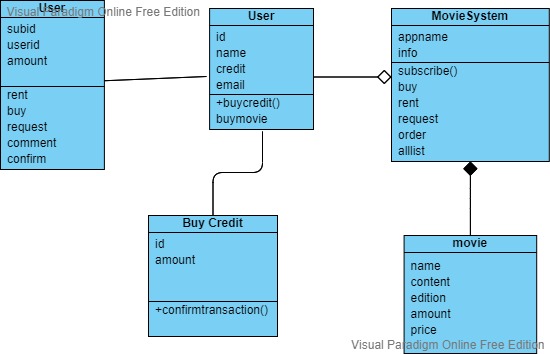 Visual Paradigm Online Free Edition
User
subid
userid
amount
rent
buy
request
comment
confirm
User
id
name
credit
email
+buycredit()
buymovie
MovieSystem
appname
info
subscribe()
buy
rent
request
order
alllist
Buy Credit
id
amount
+confirmtransaction()
movie
name
content
edition
amount
price
Visual Paradigm Online Free Edition